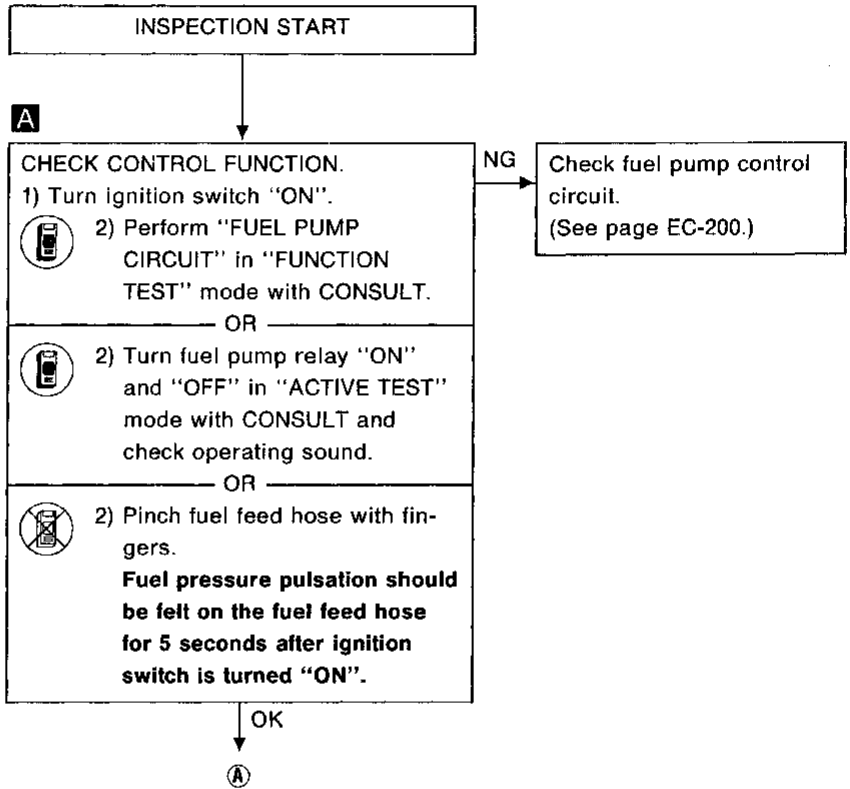 INSPECTION START
A
CHECK CONTROL FUNCTION.
1) Turn ignition switch "ON".
2) Perform "FUEL PUMP
CIRCUIT" in "FUNCTION
TEST" mode with CONSULT.
OR
2) Turn fuel pump relay "ON"
and "OFF" in "ACTIVE TEST"
mode with CONSULT and
check operating sound.
OR
2) Pinch fuel feed hose with fin-
gers.
Fuel pressure pulsation should
be felt on the fuel feed hose
for 5 seconds after ignition
switch is turned "ON".
NG
Check fuel pump control
circuit.
(See page EC-200.)
OK
Ⓐ